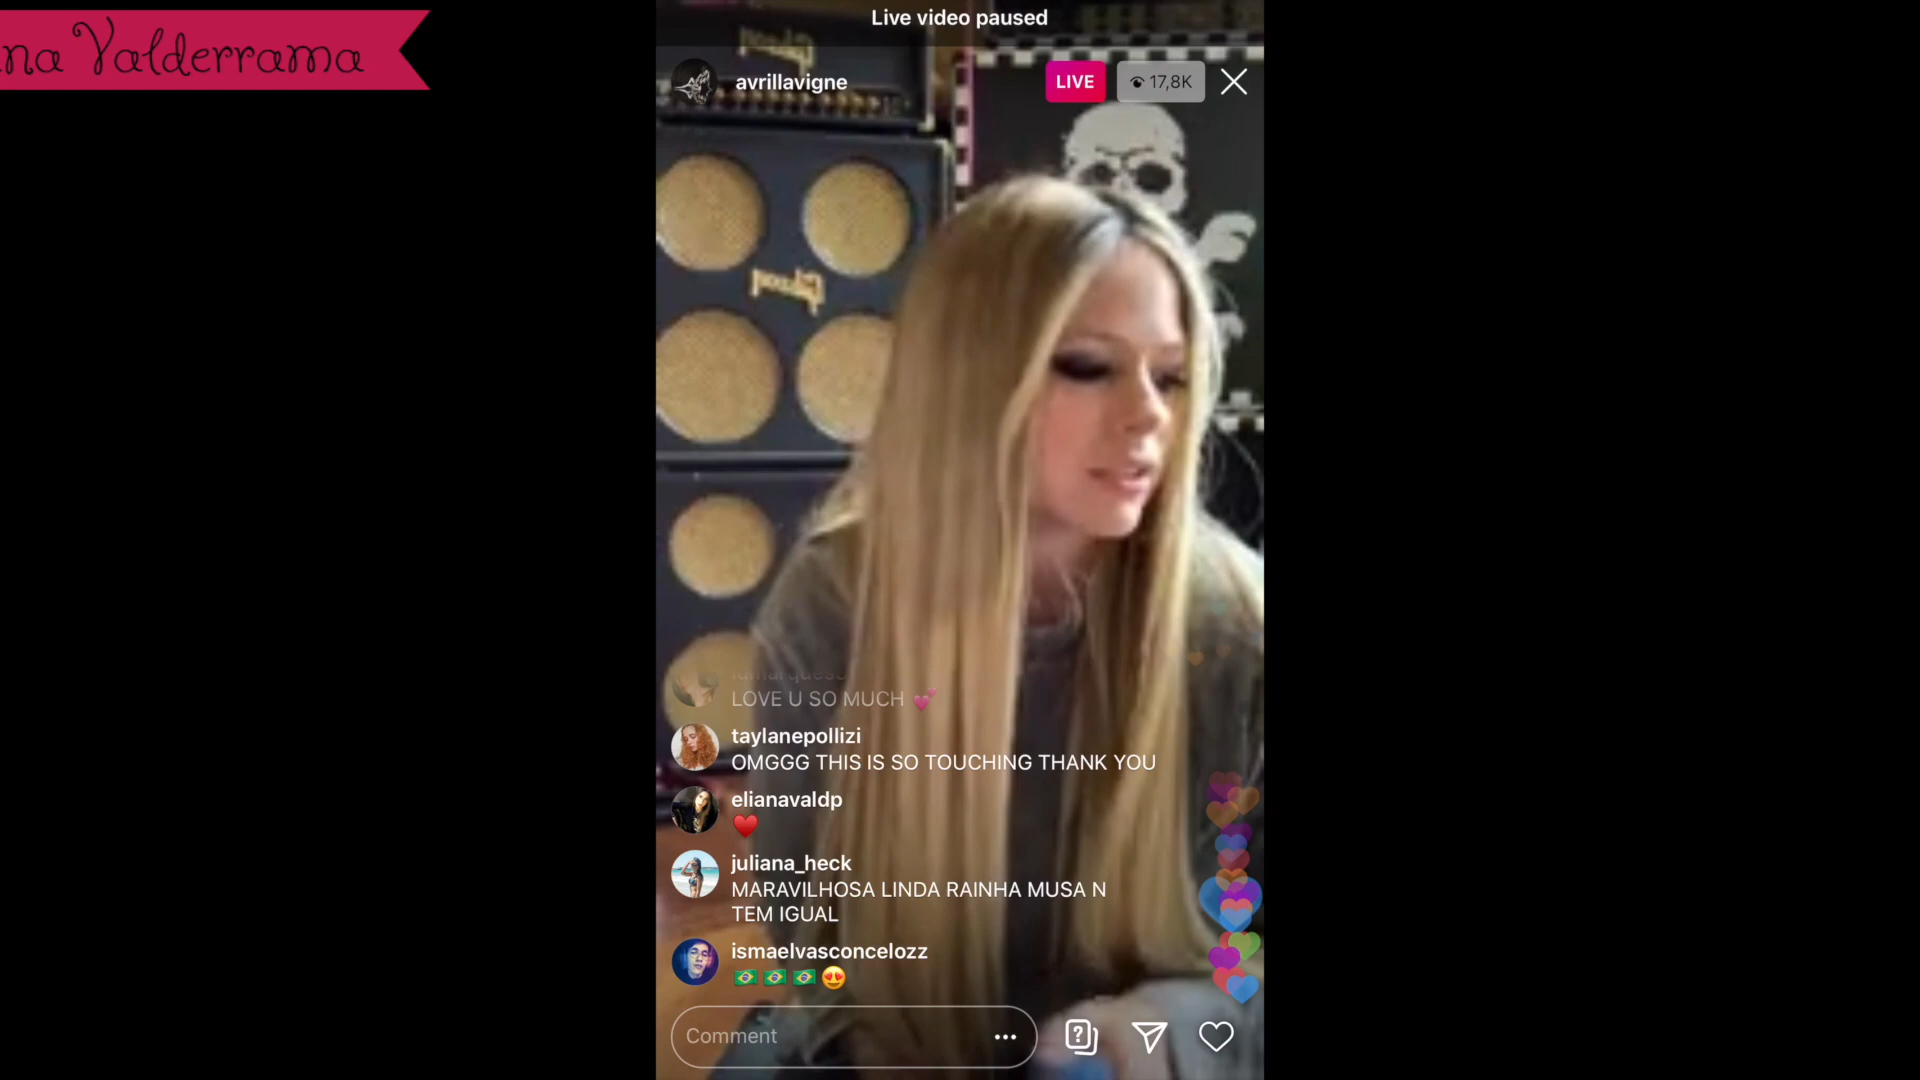 Live video paused
na Valderrama
avrillavigne
LIVE
17,8K
LOVE U SO MUCH 💕
taylanepollizi
OMGGG THIS IS SO TOUCHING THANK YOU
elianavaldp
❤️
juliana_heck
MARAVILHOSA LINDA RAINHA MUSA N
TEM IGUAL
ismaelvasconcelozz
🇧🇷🇧🇷🇧🇷😍
Comment